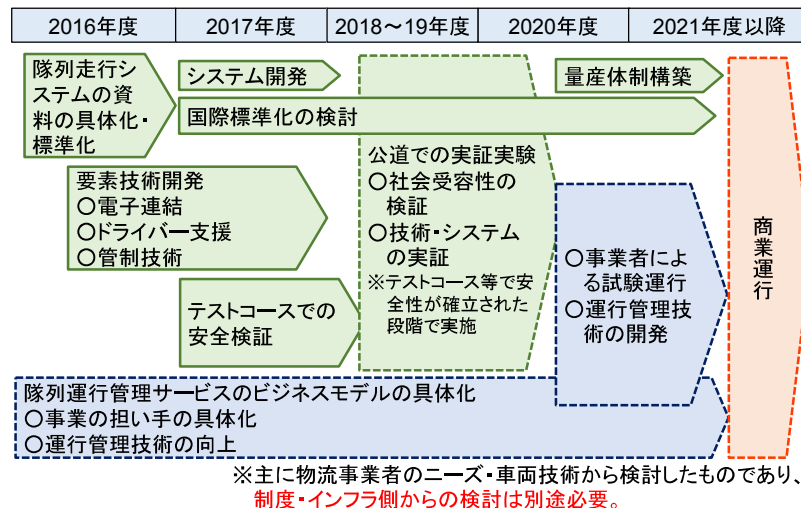 2016年度
2017年度
2018～19年度
2020年度
2021年度以降
隊列走行シ
ステムの資
料の具体化・
標準化
システム開発
量産体制構築
国際標準化の検討
公道での実証実験
○社会受容性の
検証
○技術・システム
の実証
※テストコース等で安
全性が確立された
段階で実施
要素技術開発
○電子連結
○ドライバー支援
○管制技術
テストコースでの
安全検証
○事業者によ
る試験運行
○運行管理技
術の開発
商業運行
隊列運行管理サービスのビジネスモデルの具体化
○事業の担い手の具体化
○運行管理技術の向上
※主に物流事業者のニーズ・車両技術から検討したものであり、
制度・インフラ側からの検討は別途必要。